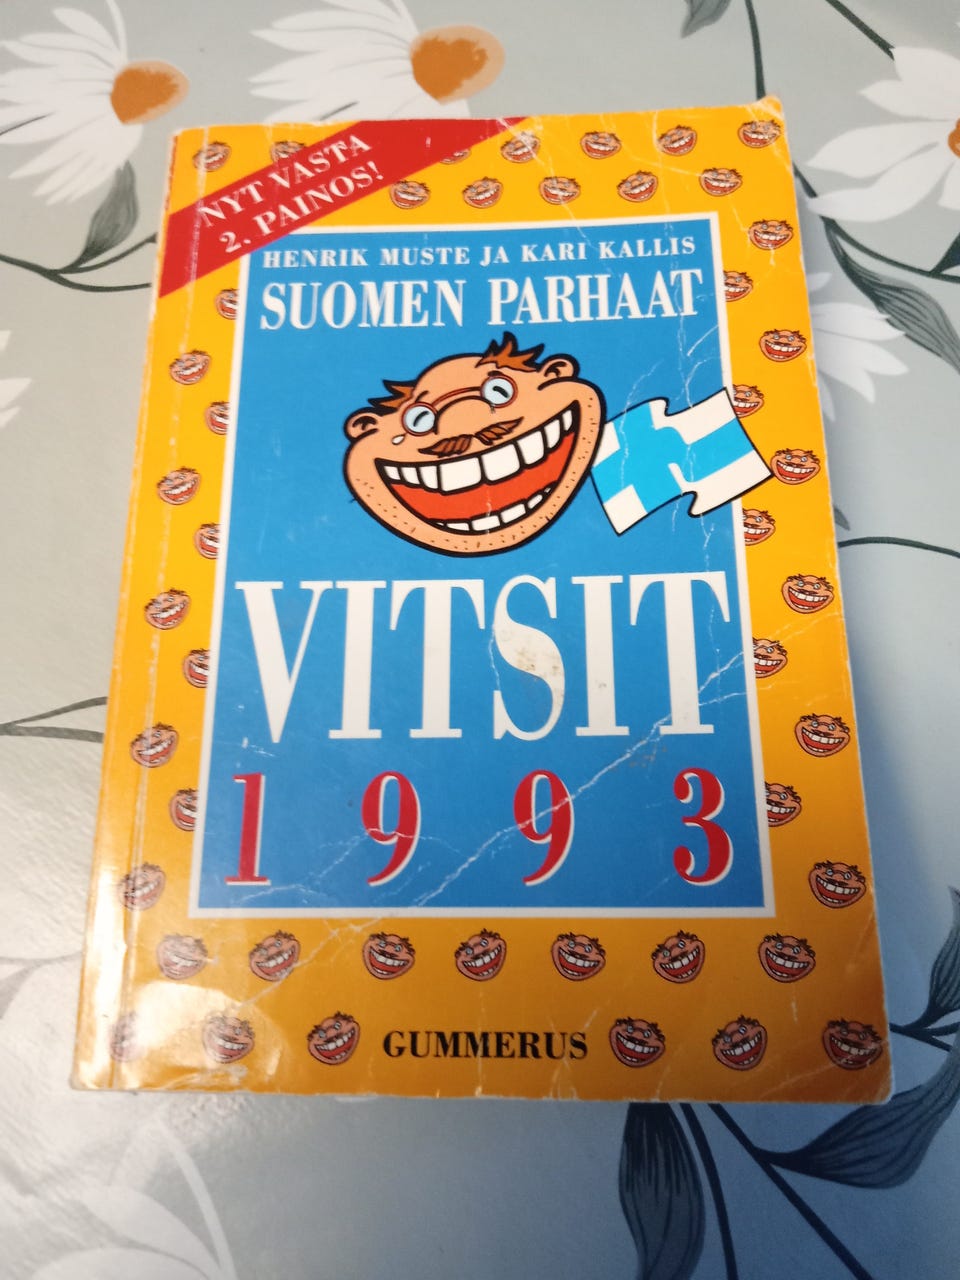 NYT VASTA
2. PAINOS!
HENRIK MUSTE JA KARI KALLIS
SUOMEN PARHAAT
VITSIT
1993
GUMMERUS